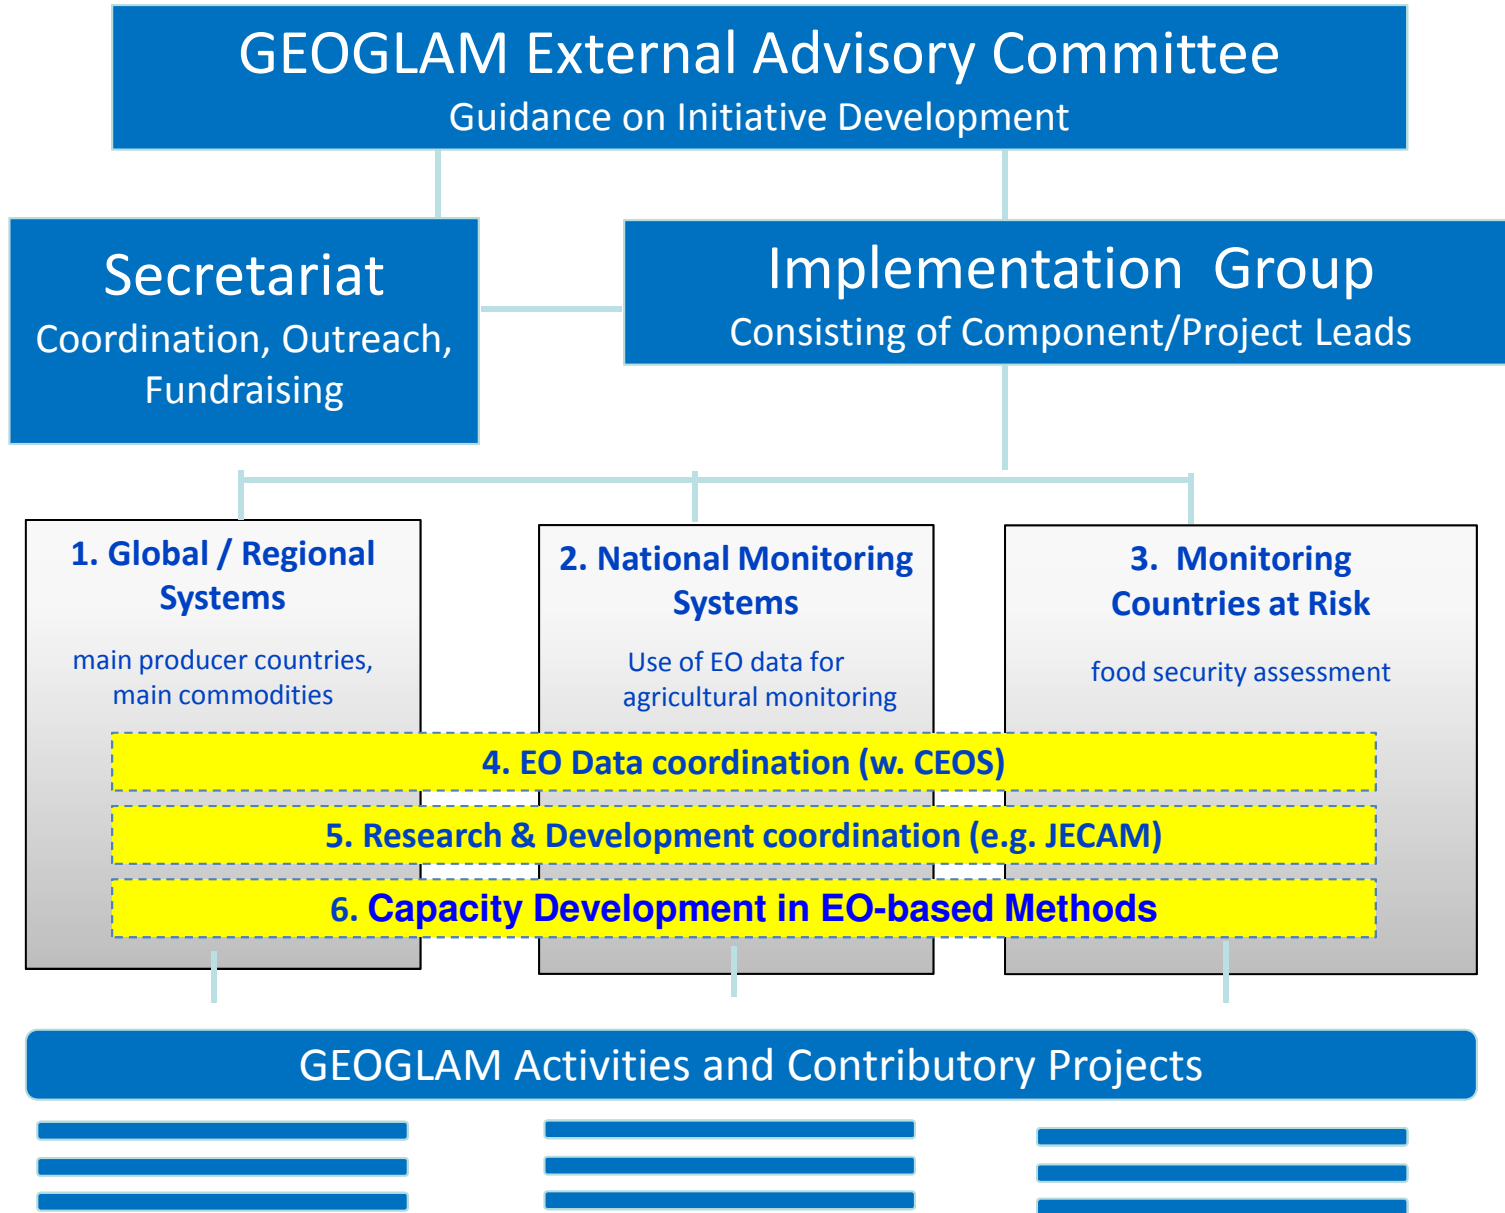 GEOGLAM External Advisory Committee
Guidance on Initiative Development
Secretariat
Coordination, Outreach,
Fundraising
Implementation Group
Consisting of Component/Project Leads
1. Global / Regional
Systems
main producer countries,
main commodities
2. National Monitoring
Systems
Use of EO data for
agricultural monitoring
3. Monitoring
Countries at Risk
food security assessment
4. EO Data coordination (w. CEOS)
5. Research & Development coordination (e.g. JECAM)
6. Capacity Development in EO-based Methods
GEOGLAM Activities and Contributory Projects